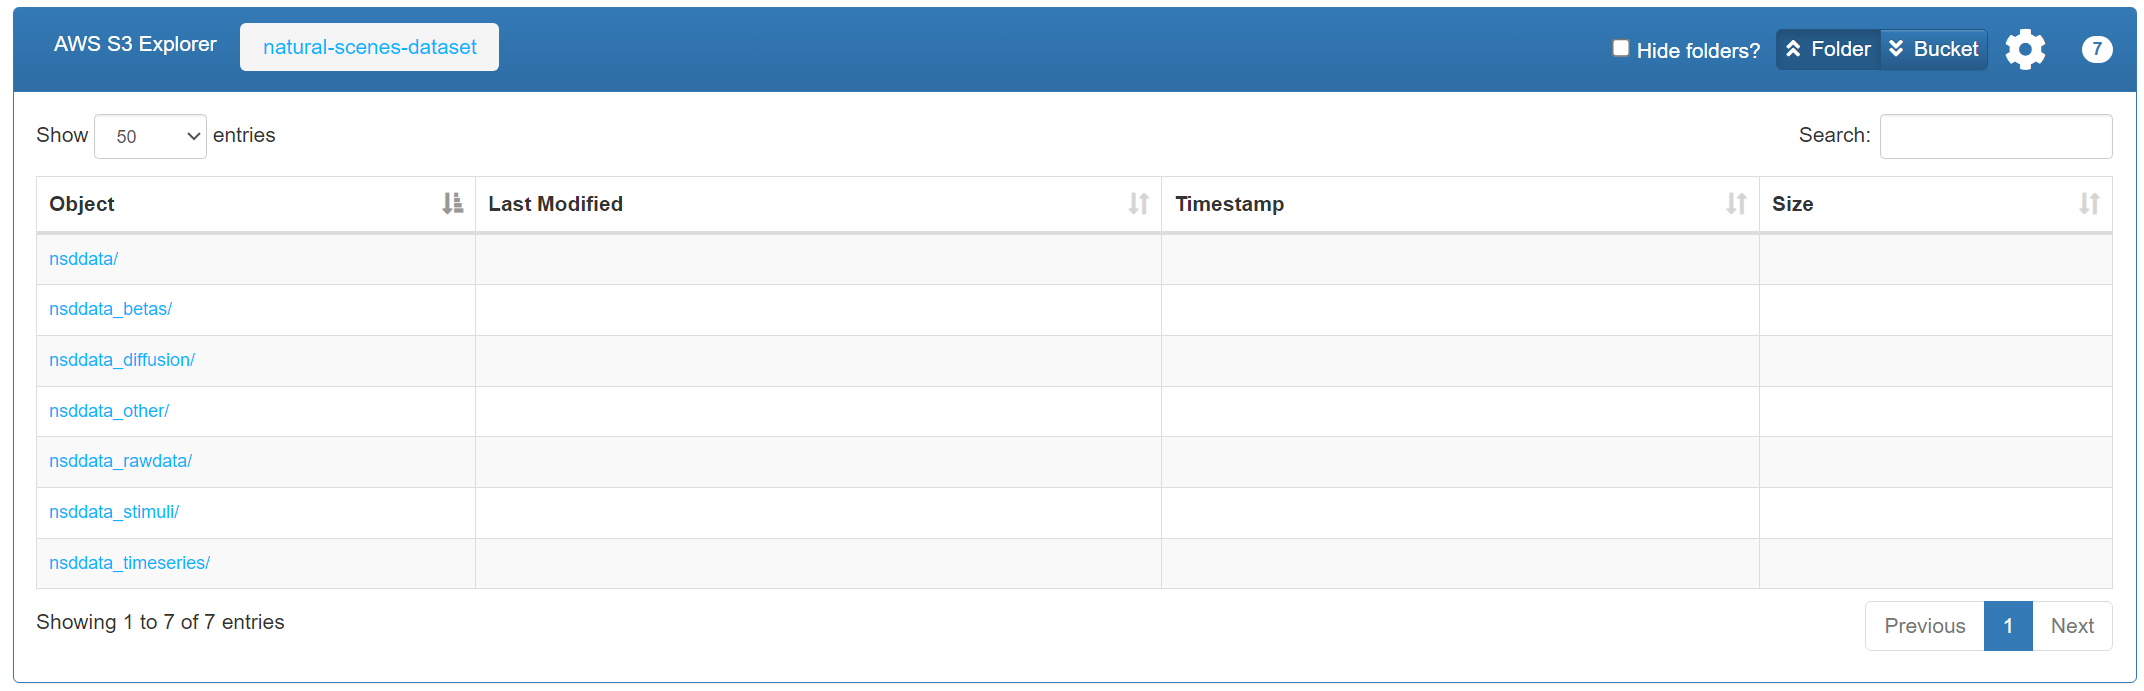 AWS S3 Explorer natural-scenes-dataset Hide folders? Folder Bucket 7
Show 50 entries Search:
Object Last Modified Timestamp Size
nsddata/
nsddata_betas/
nsddata_diffusion/
nsddata_other/
nsddata_rawdata/
nsddata_stimuli/
nsddata_timeseries/
Showing 1 to 7 of 7 entries Previous 1 Next